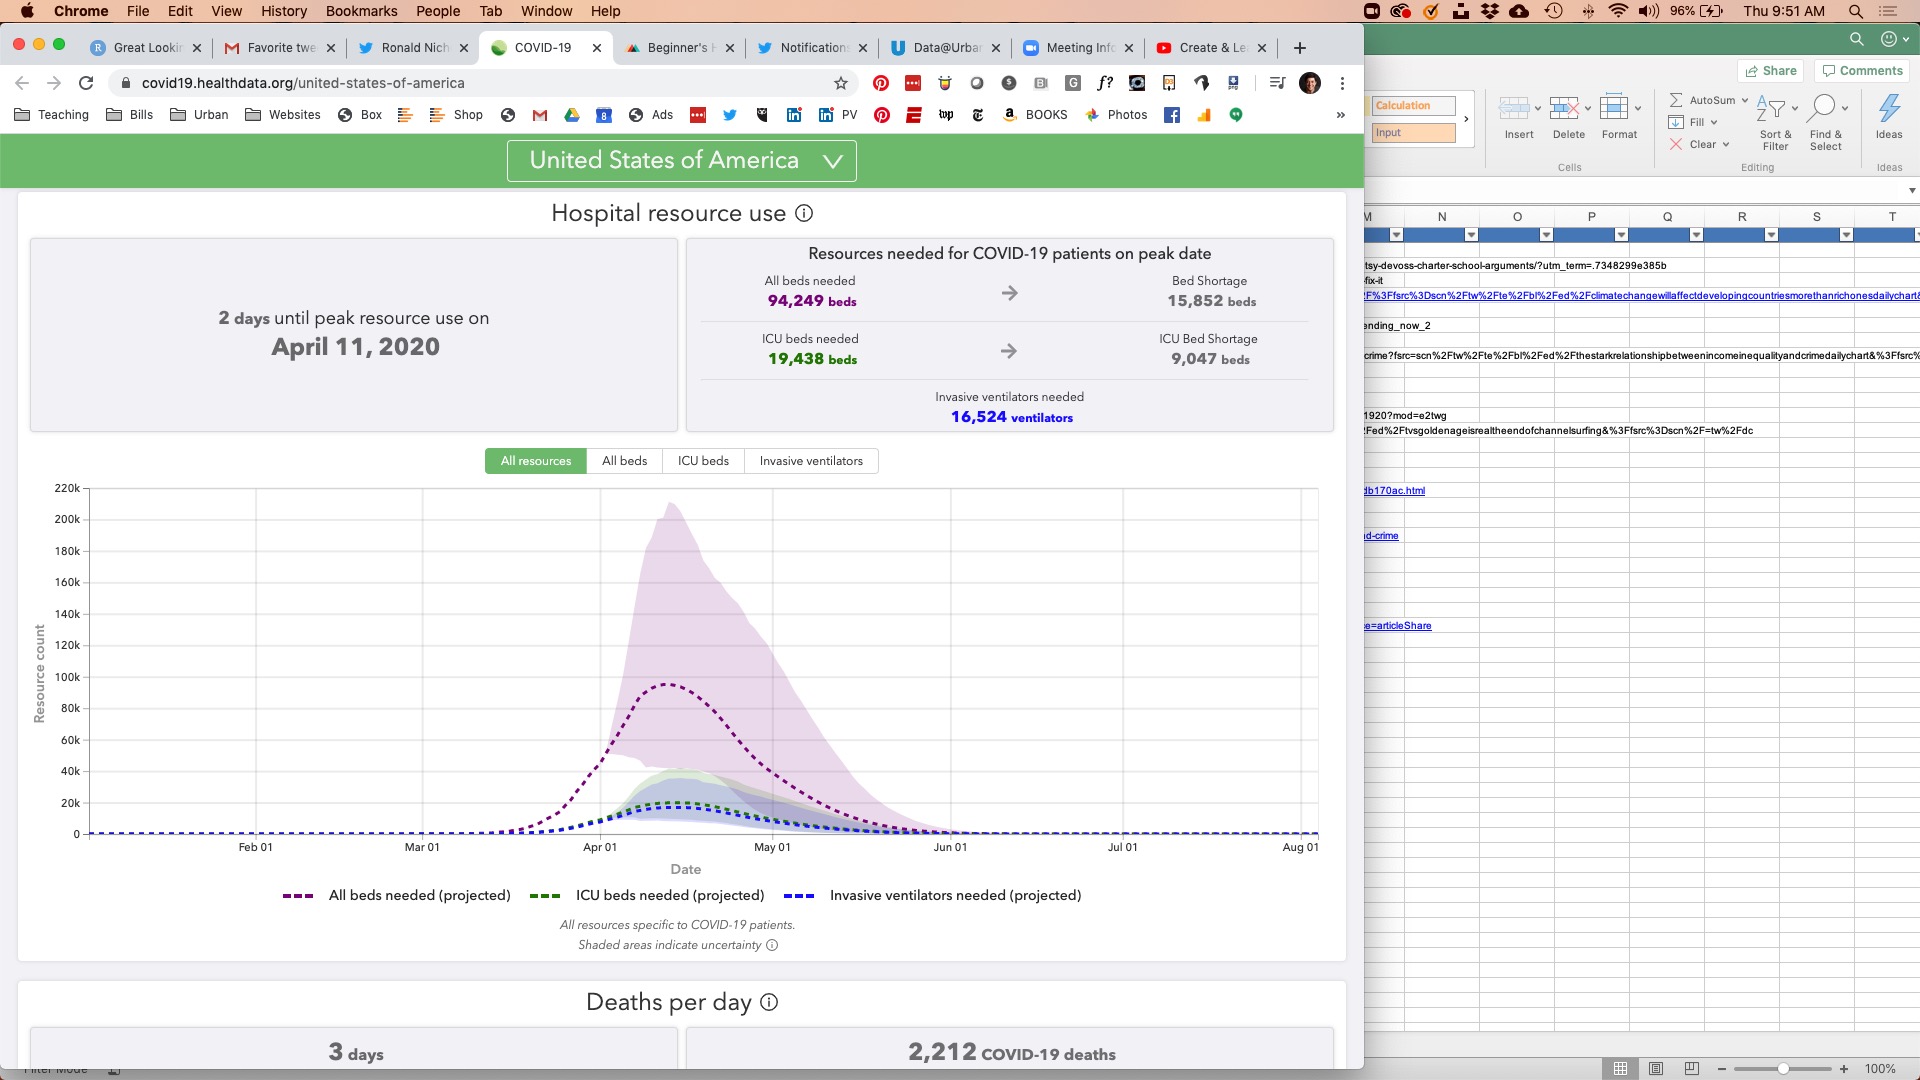 Chrome File Edit View History Bookmarks People Tab Window Help 96% Thu 9:51 AM
Great Lookin Favorite twe Ronald Nich COVID-19 Beginner's Notifications Data@Urban Meeting Info Create & Le
covid19.healthdata.org/united-states-of-america
Teaching Bills Urban Websites Box Shop Ads PV BOOKS Photos
United States of America
Hospital resource use
2 days until peak resource use on
April 11, 2020
Resources needed for COVID-19 patients on peak date
All beds needed Bed Shortage
94,249 beds 15,852 beds
ICU beds needed ICU Bed Shortage
19,438 beds 9,047 beds
Invasive ventilators needed
16,524 ventilators
All resources All beds ICU beds Invasive ventilators
220k
200k
180k
160k
140k
120k
100k
80k
60k
40k
20k
0
Resource count
Feb 01 Mar 01 Apr 01 May 01 Jun 01 Jul 01 Aug 01
Date
All beds needed (projected) ICU beds needed (projected) Invasive ventilators needed (projected)
All resources specific to COVID-19 patients.
Shaded areas indicate uncertainty
Deaths per day
3 days
2,212 COVID-19 deaths
Share Comments
Calculation
Input
Insert Delete Format
Cells
AutoSum
Fill
Clear
Sort & Filter
Find & Select
Editing
Ideas
Ideas
M N O P Q R S T
tsy-devoss-charter-school-arguments/?utm_term=.7348299e385b
fix-it
2F%3Ffsrc%3Dscn%2Ftw%2Fte%2Fbl%2Fed%2Fclimatechangewillaffectdevelopingcountriesmorethanrichonesdailychart&
ending_now_2
crime?fsrc=scn%2Ftw%2Fte%2Fbl%2Fed%2Fthestarkrelationshipbetweenincomeinequalityandcrimedailychart&%3Ffsrc%
1920?mod=e2twg
2Fed%2Ftvsgoldenageisrealtheendofchannelsurfing&%3Ffsrc%3Dscn%2F=tw%2Fdc
db170ac.html
d-crime
ce=articleShare
Filter Mode
100%